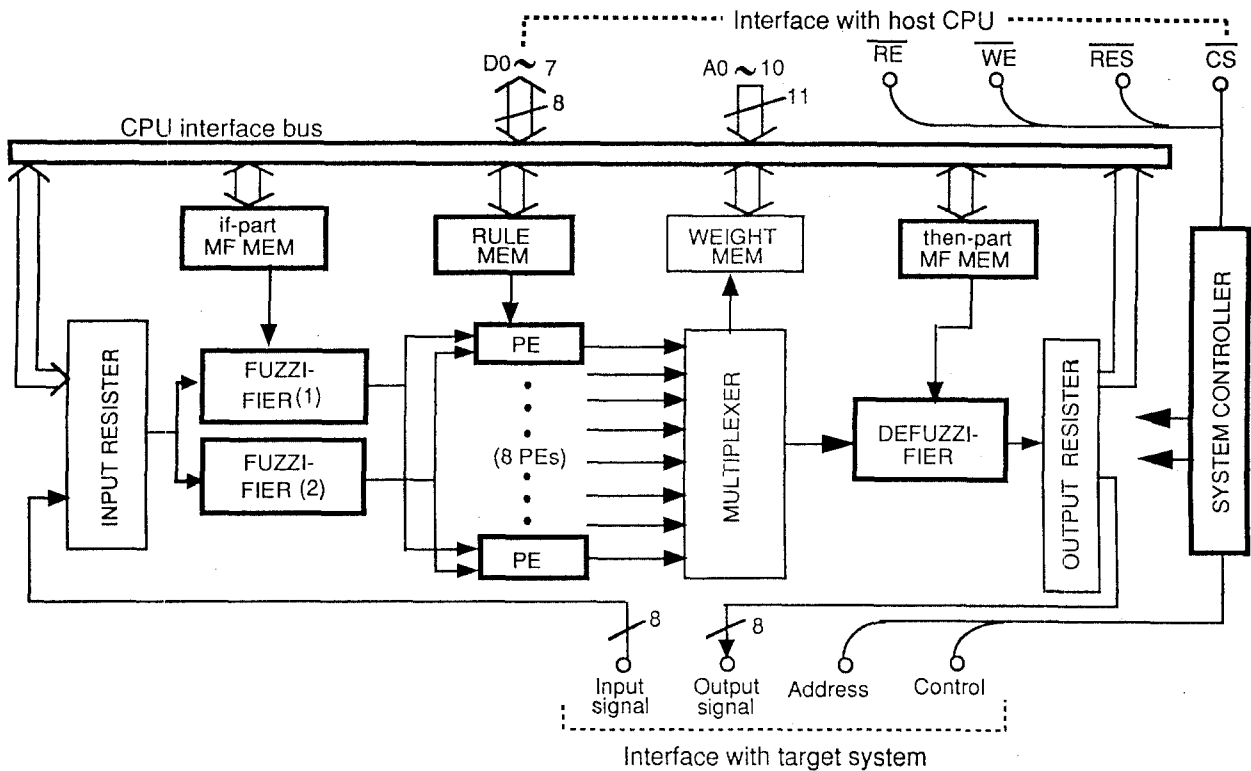 Interface with host CPU
D0 ~ 7
A0 ~ 10
RE
WE
RES
CS
8
11
CPU interface bus
if-part
MF MEM
RULE
MEM
WEIGHT
MEM
then-part
MF MEM
INPUT RESISTER
FUZZI-
FIER (1)
FUZZI-
FIER (2)
PE
(8 PEs)
PE
MULTIPLEXER
DEFUZZI-
FIER
OUTPUT RESISTER
SYSTEM CONTROLLER
8
8
Input
signal
Output
signal
Address
Control
Interface with target system